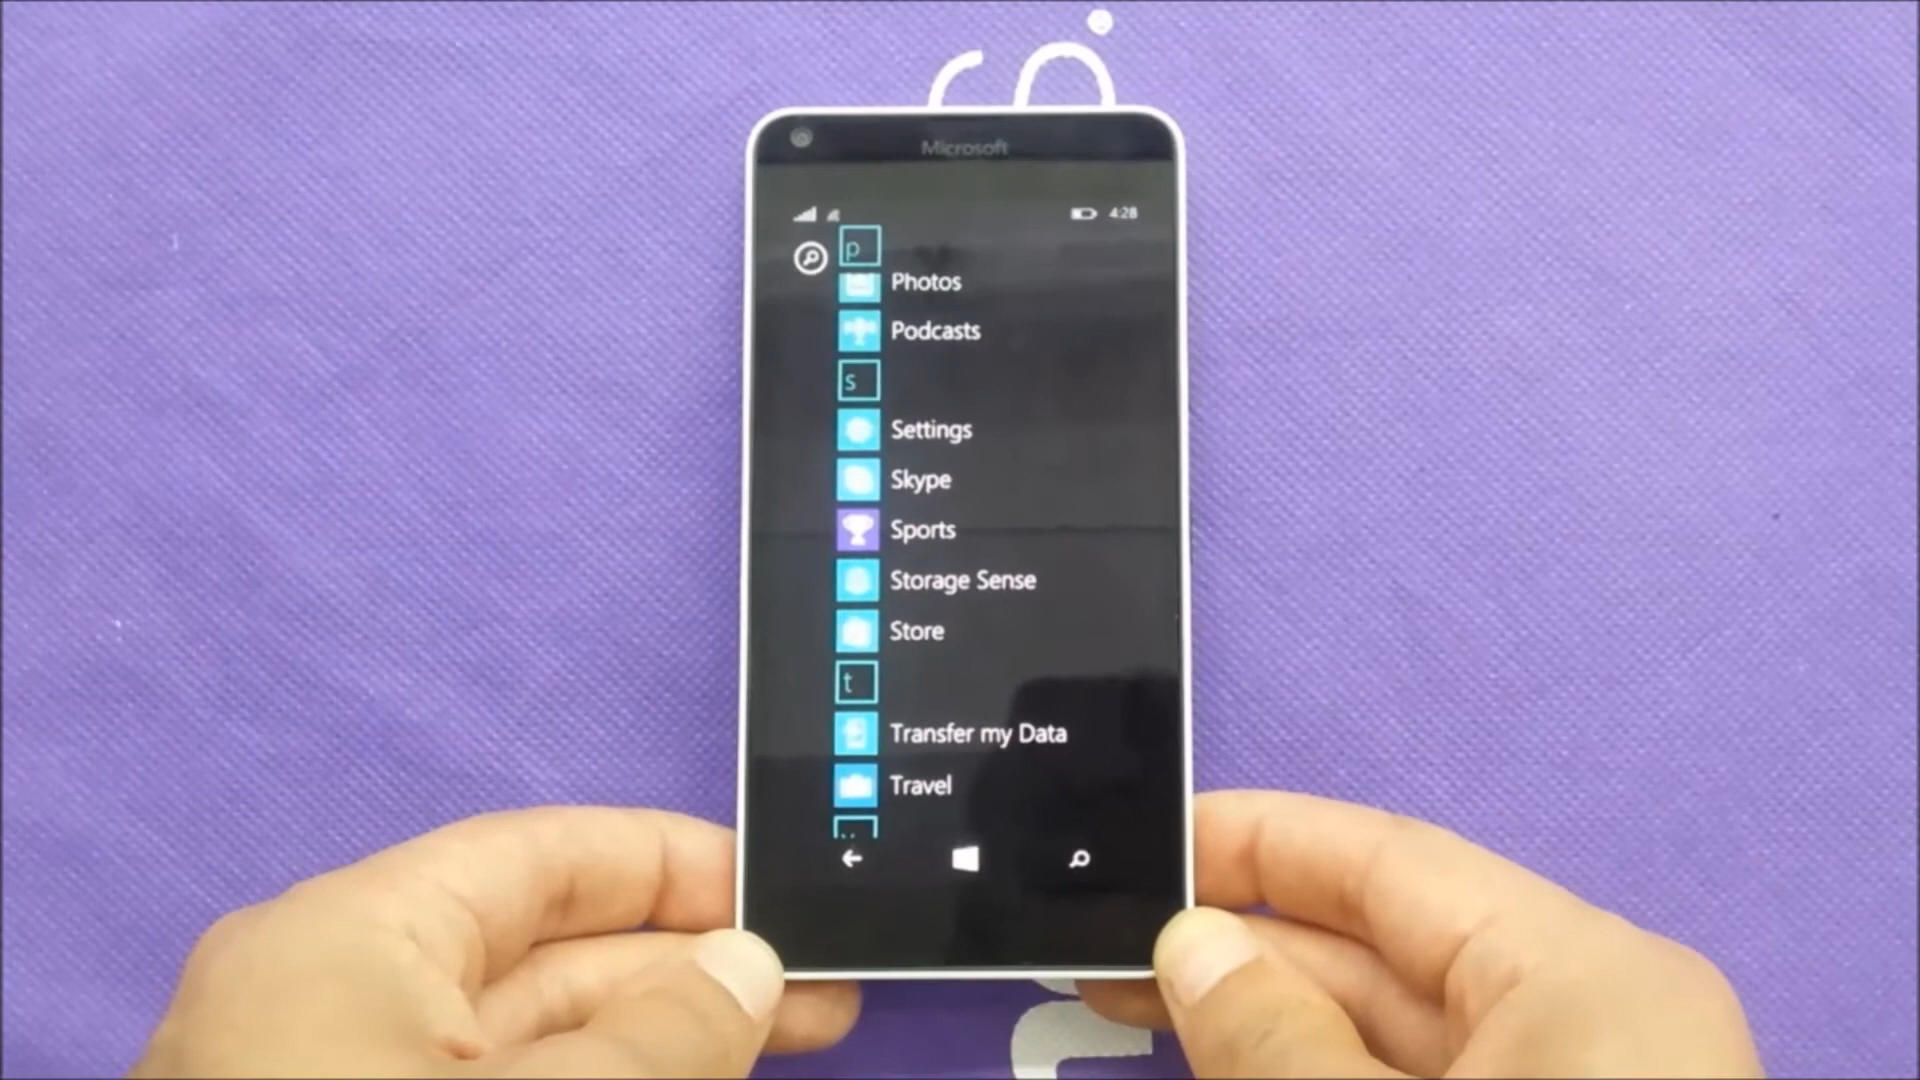 Microsoft
4:28
p
Photos
Podcasts
s
Settings
Skype
Sports
Storage Sense
Store
t
Transfer my Data
Travel